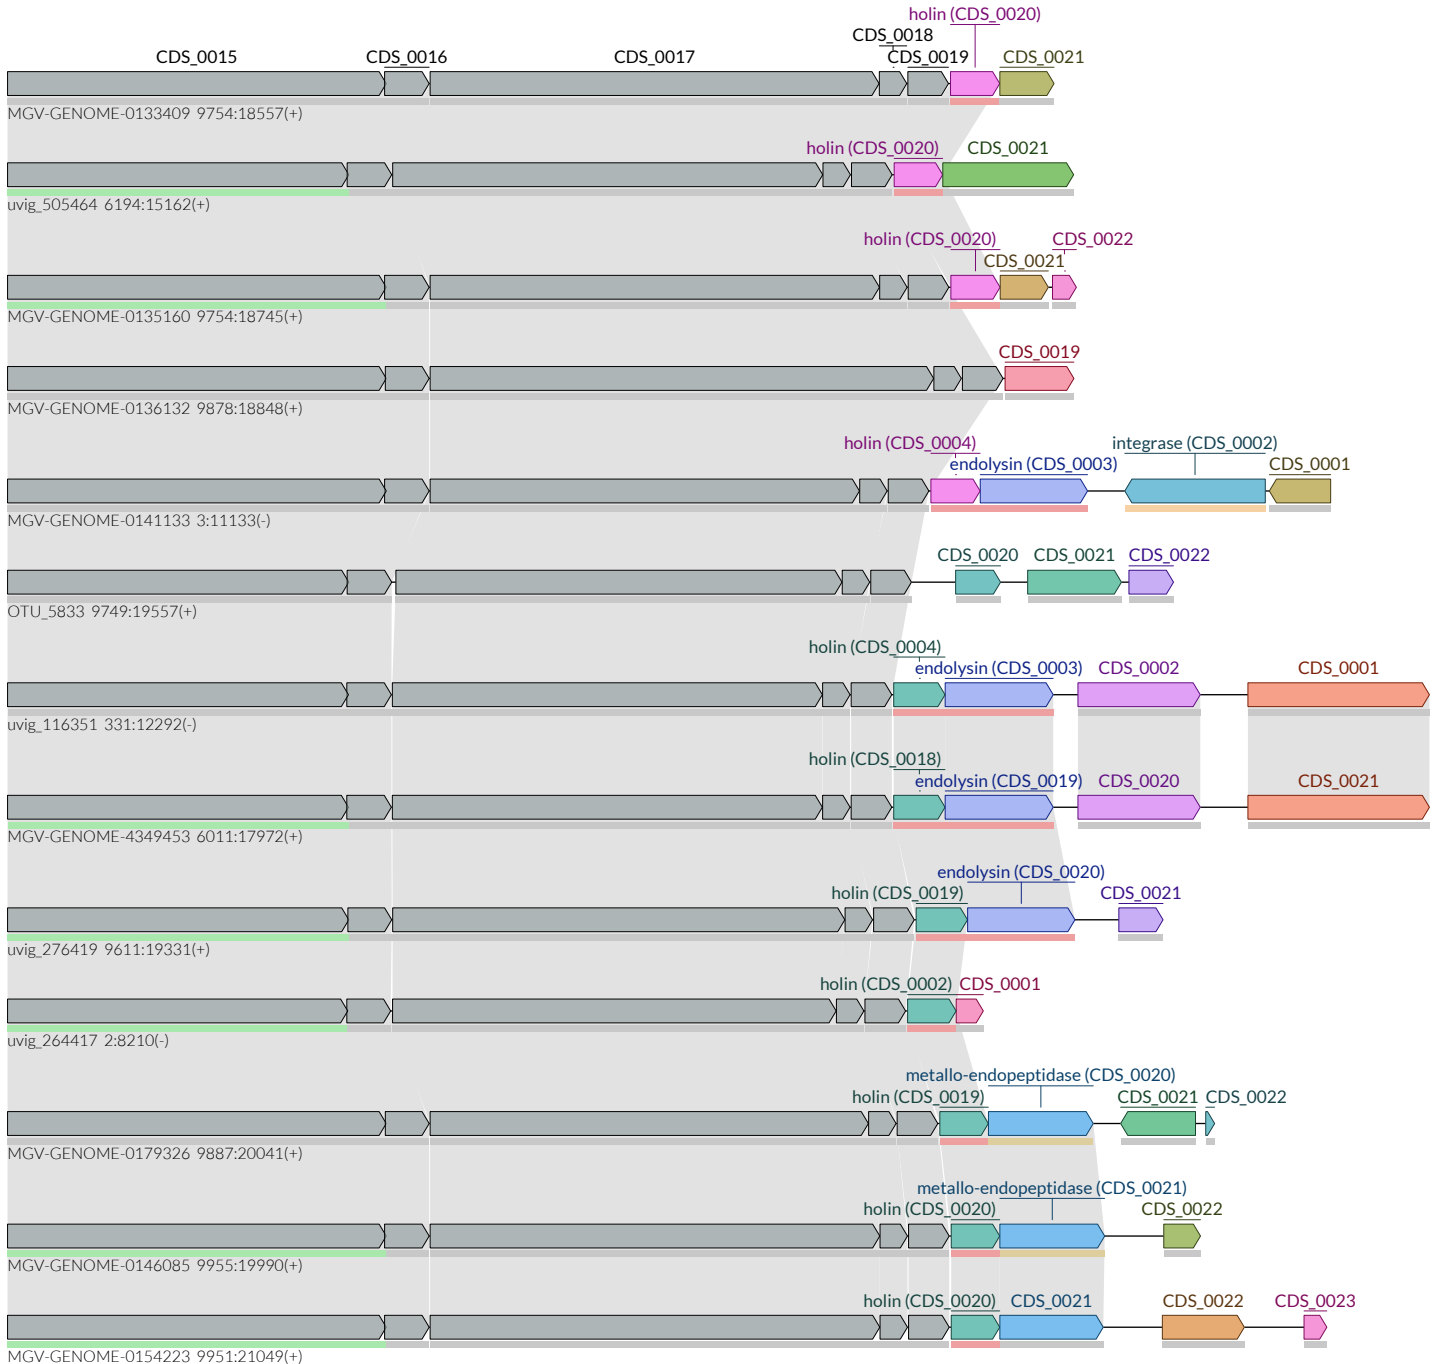 holin (CDS_0020)
CDS_0018
CDS_0015 CDS_0016 CDS_0017 CDS_0019 CDS_0021
MGV-GENOME-0133409 9754:18557(+)
holin (CDS_0020) CDS_0021
uvig_505464 6194:15162(+)
holin (CDS_0020) CDS_0022
CDS_0021
MGV-GENOME-0135160 9754:18745(+)
CDS_0019
MGV-GENOME-0136132 9878:18848(+)
holin (CDS_0004) integrase (CDS_0002)
endolysin (CDS_0003) CDS_0001
MGV-GENOME-0141133 3:11133(-)
CDS_0020 CDS_0021 CDS_0022
OTU_5833 9749:19557(+)
holin (CDS_0004)
endolysin (CDS_0003) CDS_0002 CDS_0001
uvig_116351 331:12292(-)
holin (CDS_0018)
endolysin (CDS_0019) CDS_0020 CDS_0021
MGV-GENOME-4349453 6011:17972(+)
endolysin (CDS_0020)
holin (CDS_0019) CDS_0021
uvig_276419 9611:19331(+)
holin (CDS_0002) CDS_0001
uvig_264417 2:8210(-)
metallo-endopeptidase (CDS_0020)
holin (CDS_0019) CDS_0021 CDS_0022
MGV-GENOME-0179326 9887:20041(+)
metallo-endopeptidase (CDS_0021)
holin (CDS_0020) CDS_0022
MGV-GENOME-0146085 9955:19990(+)
holin (CDS_0020) CDS_0021 CDS_0022 CDS_0023
MGV-GENOME-0154223 9951:21049(+)